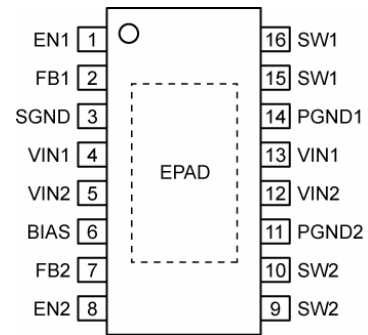 EN1 1 16 SW1
FB1 2 15 SW1
SGND 3 14 PGND1
VIN1 4 13 VIN1
EPAD
VIN2 5 12 VIN2
BIAS 6 11 PGND2
FB2 7 10 SW2
EN2 8 9 SW2